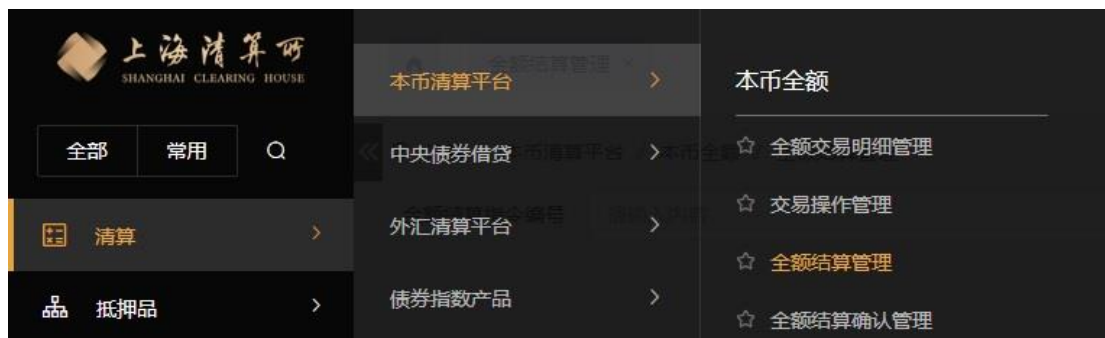 上海清算所
SHANGHAI CLEARING HOUSE
全部
常用
清算
抵押品
本币清算平台
中央债券借贷
外汇清算平台
债券指数产品
本币全额
全额交易明细管理
交易操作管理
全额结算管理
全额结算确认管理